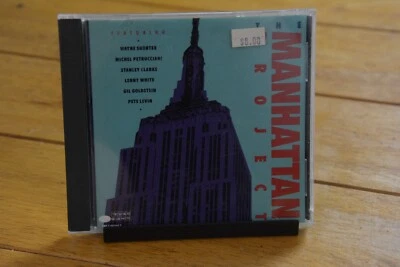 FEATURING
WAYNE SHORTER
MICHEL PETRUCCIANI
STANLEY CLARKE
LENNY WHITE
GIL GOLDSTEIN
PETE LEVIN
THE
MANHATTAN
PROJECT